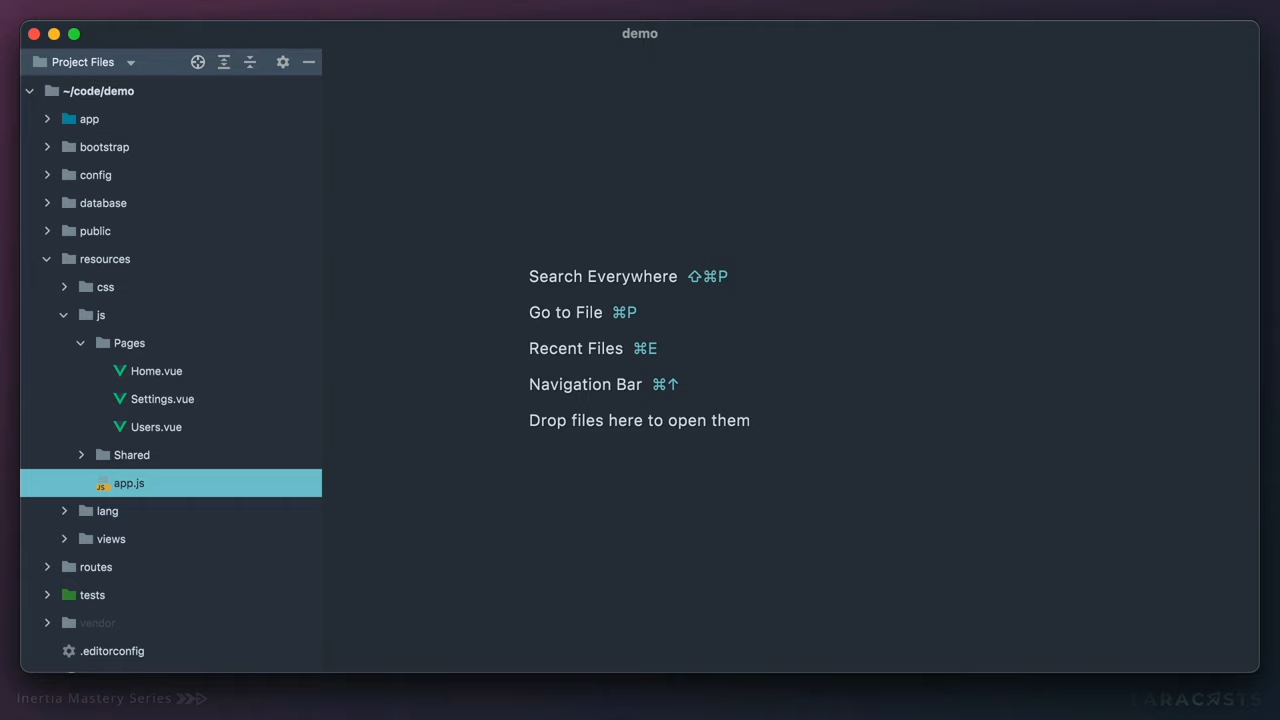 demo
Project Files
~/code/demo
app
bootstrap
config
database
public
resources
css
js
Pages
Home.vue
Settings.vue
Users.vue
Shared
JS app.js
lang
views
routes
tests
vendor
.editorconfig
Search Everywhere ⇧⌘P
Go to File ⌘P
Recent Files ⌘E
Navigation Bar ⌘↑
Drop files here to open them
Inertia Mastery Series
LARACASTS